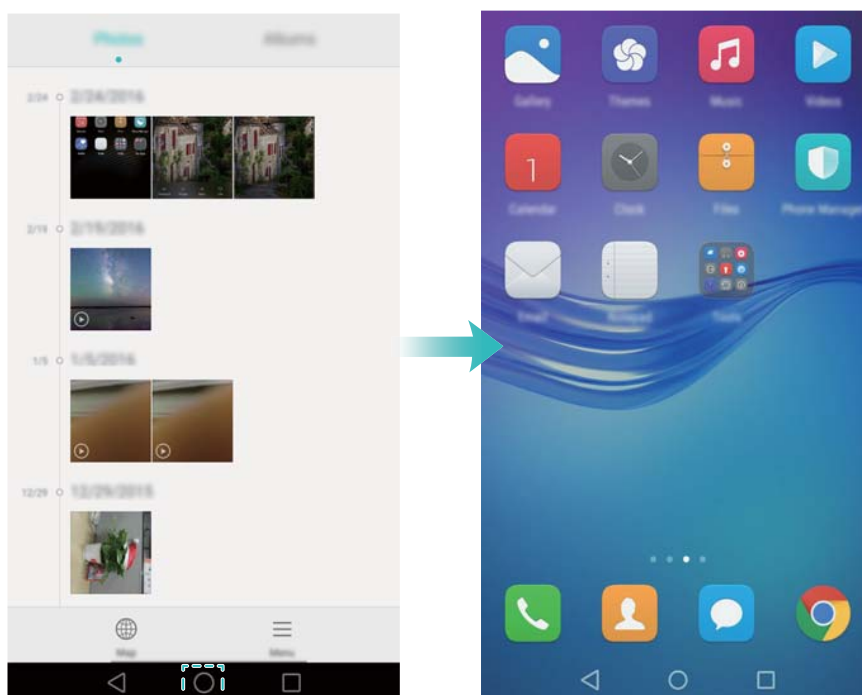 Photos Albums
2/24 2/24/2016
2/19 2/19/2016
1/5 1/5/2016
12/29 12/29/2015
Map Menu
Gallery Themes Music Videos
1
Calendar Clock Files Phone Manager
Email Notepad Tools